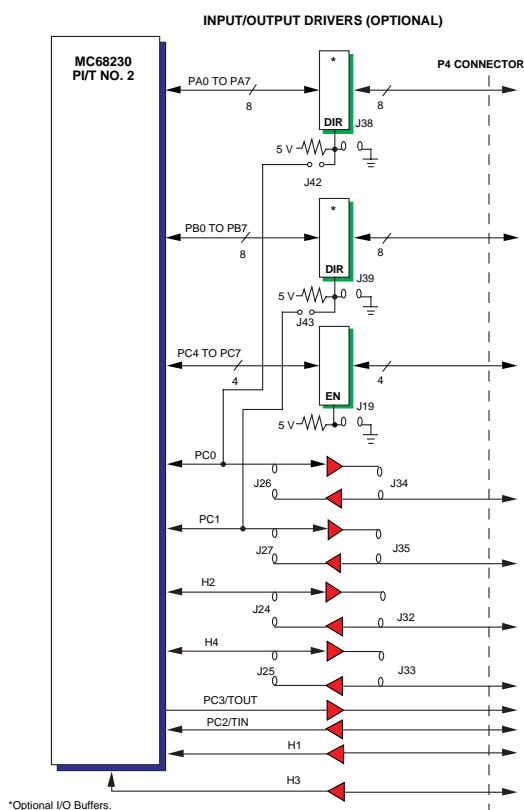 INPUT/OUTPUT DRIVERS (OPTIONAL)
MC68230
PI/T NO. 2
P4 CONNECTOR
*
PA0 TO PA7
8
8
DIR
J38
5 V
J42
*
PB0 TO PB7
8
8
DIR
J39
5 V
J43
PC4 TO PC7
4
4
EN
J19
5 V
PC0
J26
J34
PC1
J27
J35
H2
J24
J32
H4
J25
J33
PC3/TOUT
PC2/TIN
H1
H3
*Optional I/O Buffers.